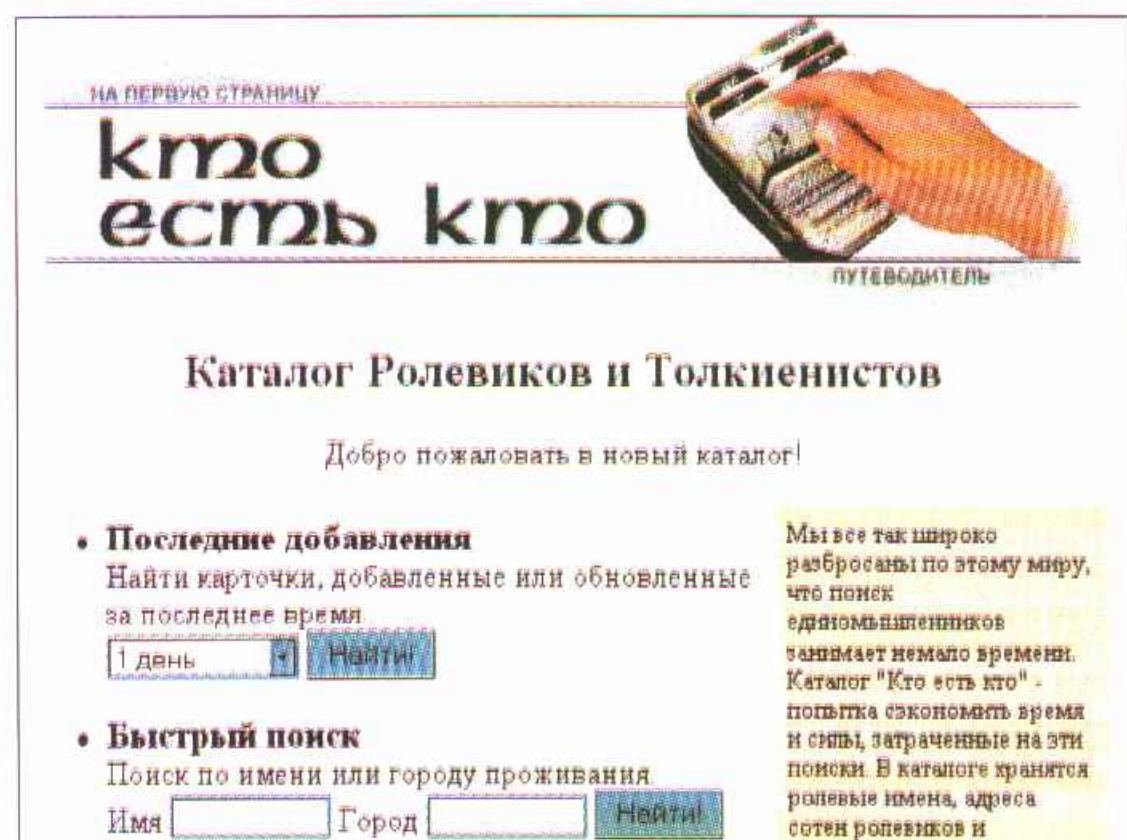 НА ПЕРВУЮ СТРАНИЦУ
кто
есть кто
ПУТЕВОДИТЕЛЬ
Каталог Ролевиков и Толкиенистов
Добро пожаловать в новый каталог!
• Последние добавления
Найти карточки, добавленные или обновленные
за последнее время
1 день Найти!
• Быстрый поиск
Поиск по имени или городу проживания
Имя Город Найти!
Мы все так широко
разбросаны по этому миру,
что поиск
единомышленников
занимает немало времени.
Каталог "Кто есть кто" -
попытка сэкономить время
и силы, затраченные на эти
поиски. В каталоге хранятся
ролевые имена, адреса
сотен ролевиков и